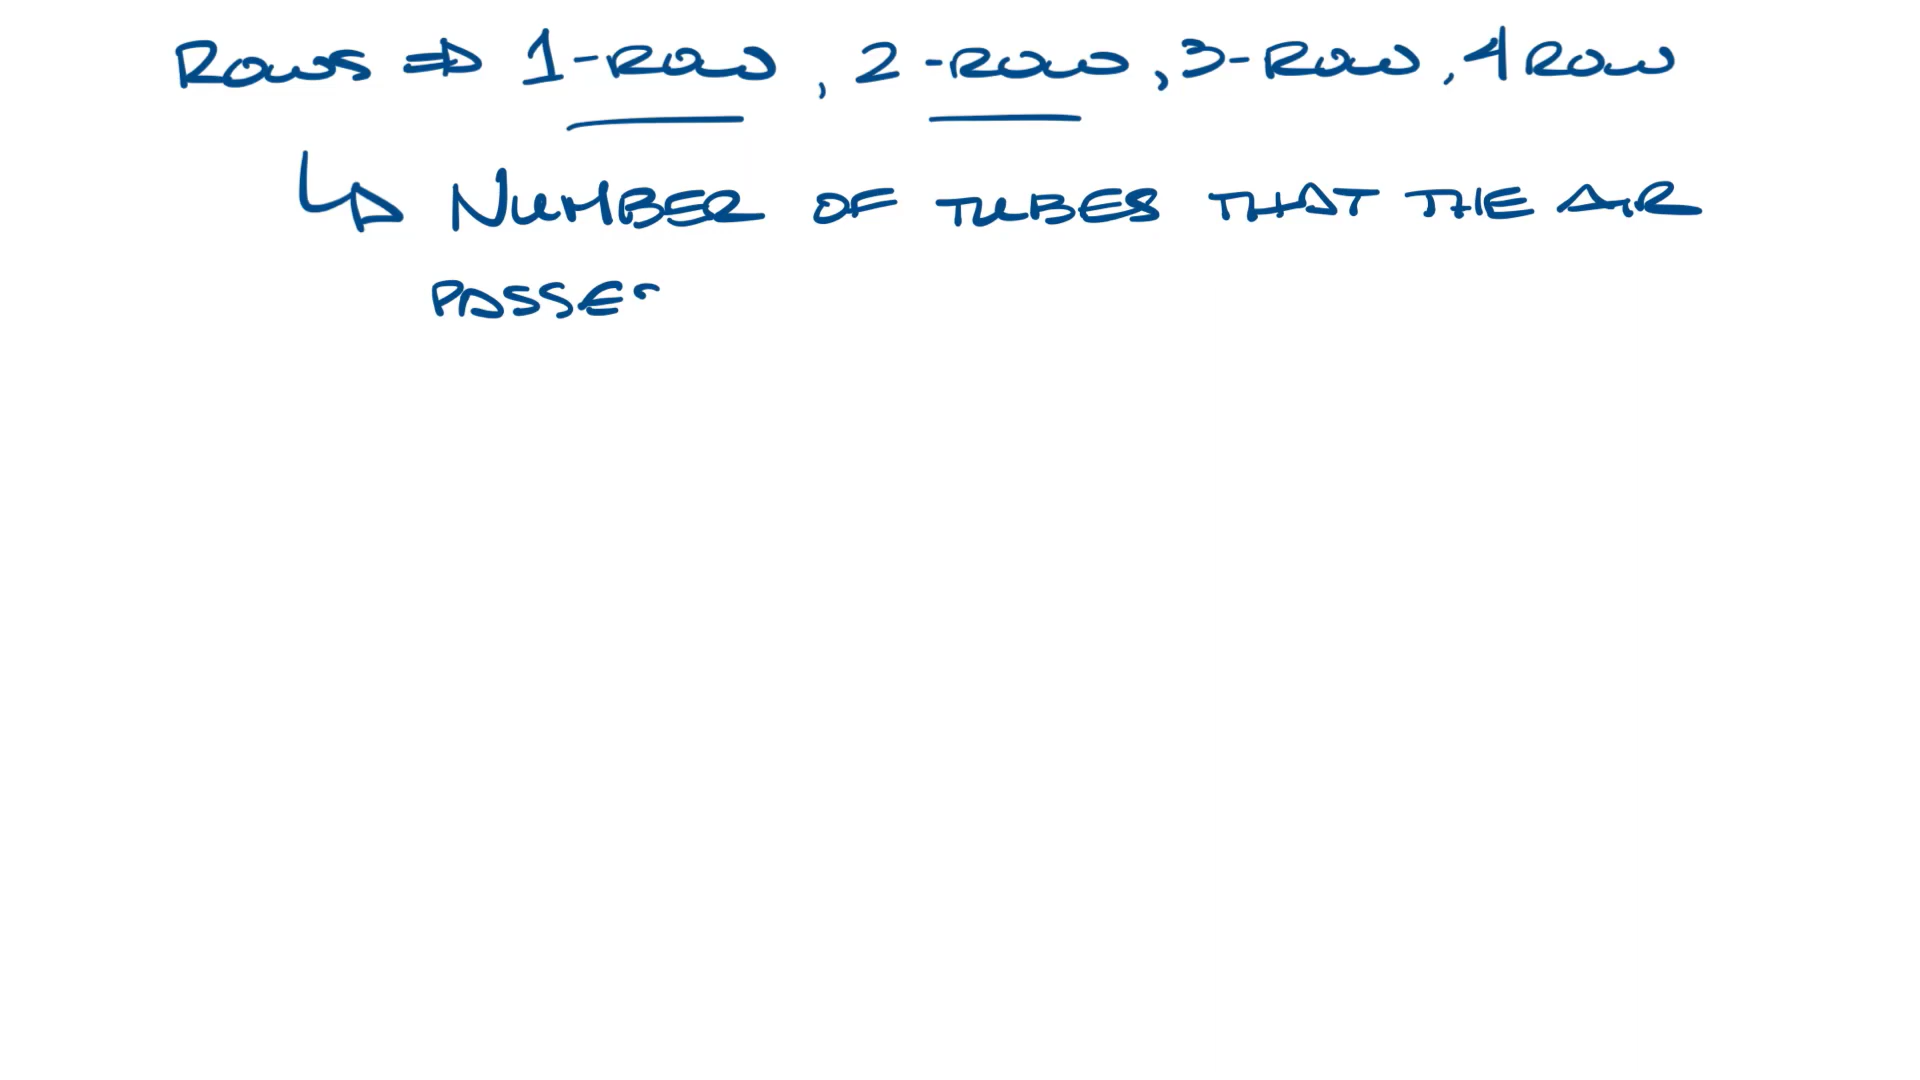 Rows ⇒ 1-Row, 2-Row, 3-Row, 4 Row
↳ NUMBER OF TUBES THAT THE AIR
PASSES